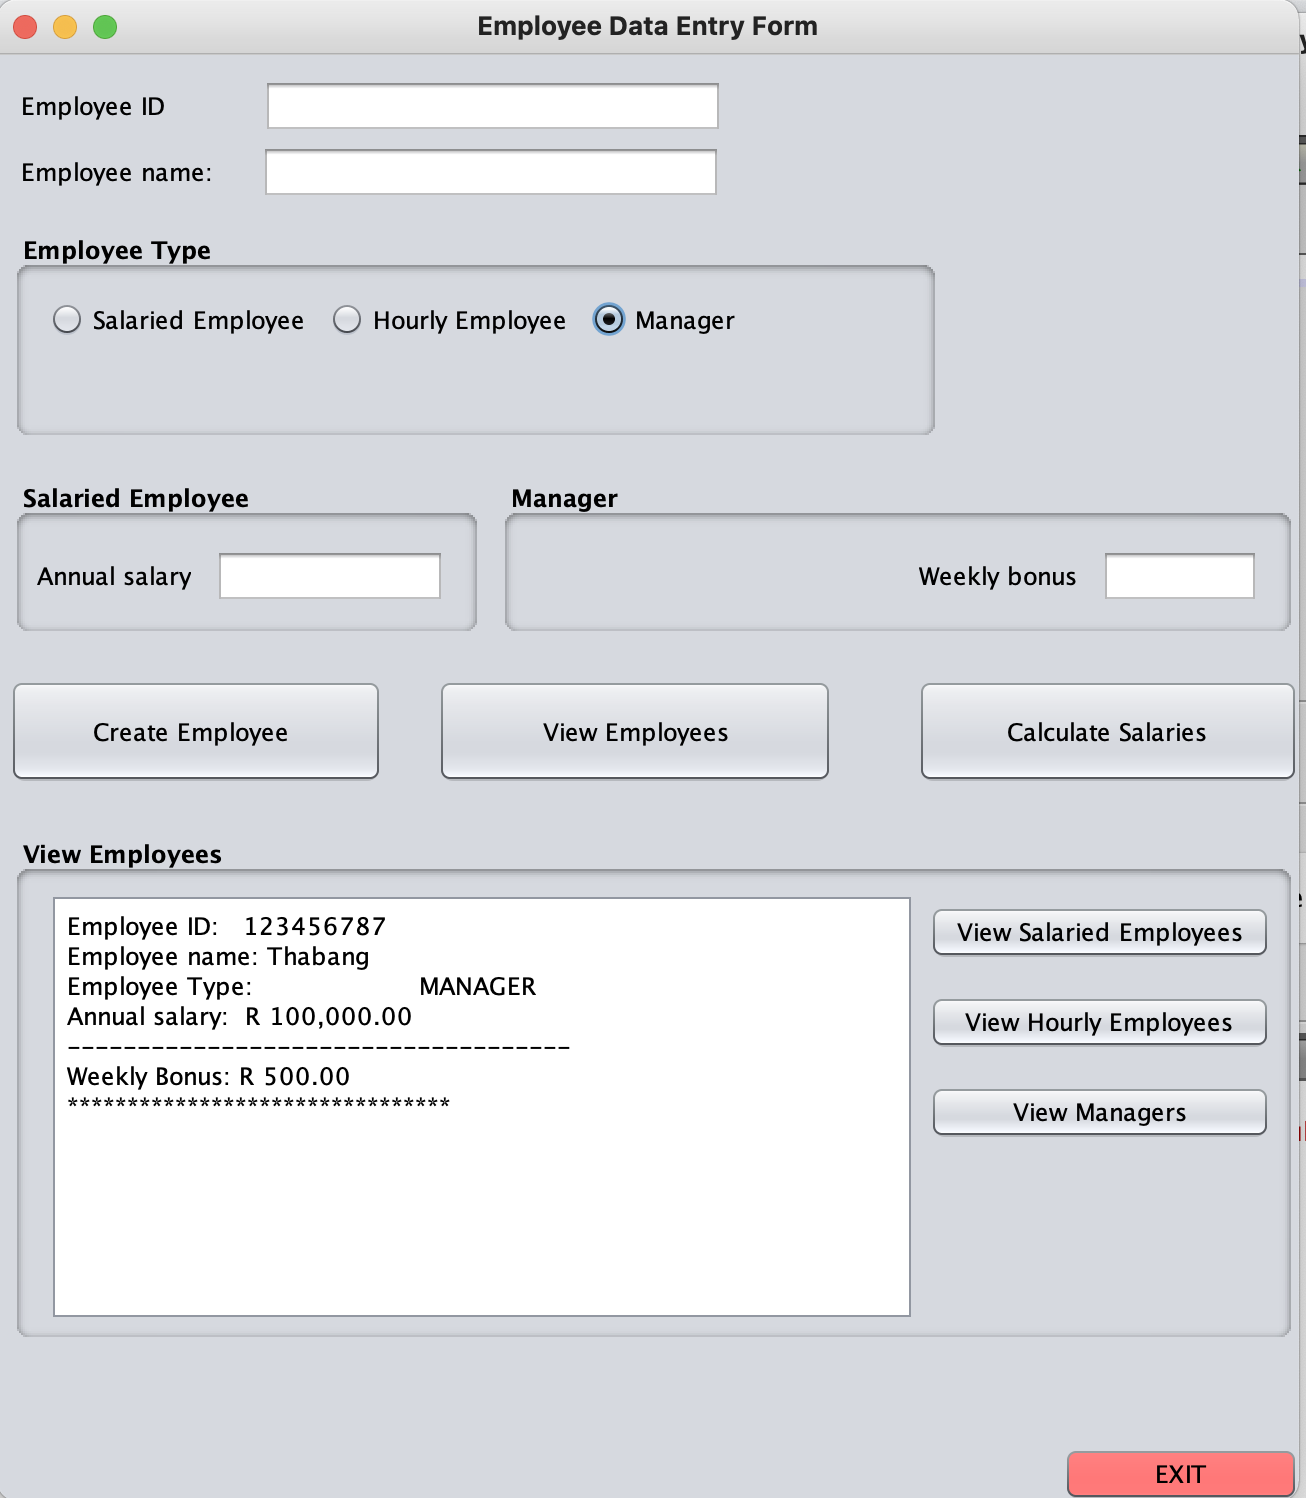 Employee Data Entry Form
Employee ID
Employee name:
Employee Type
Salaried Employee Hourly Employee Manager
Salaried Employee Manager
Annual salary Weekly bonus
Create Employee View Employees Calculate Salaries
View Employees
Employee ID: 123456787
Employee name: Thabang
Employee Type: MANAGER
Annual salary: R 100,000.00
------------------------------------
Weekly Bonus: R 500.00
********************************
View Salaried Employees
View Hourly Employees
View Managers
EXIT